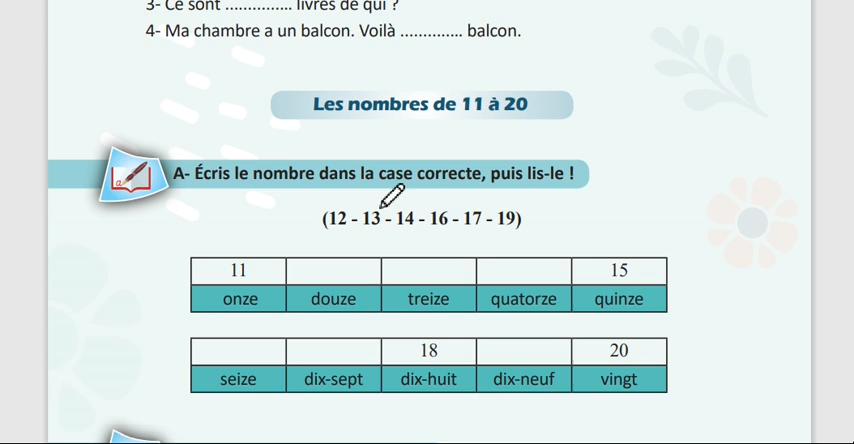 3- Ce sont ............... livres de qui ?
4- Ma chambre a un balcon. Voilà .............. balcon.
Les nombres de 11 à 20
A- Écris le nombre dans la case correcte, puis lis-le !
(12 - 13 - 14 - 16 - 17 - 19)
11 15
onze douze treize quatorze quinze
18 20
seize dix-sept dix-huit dix-neuf vingt